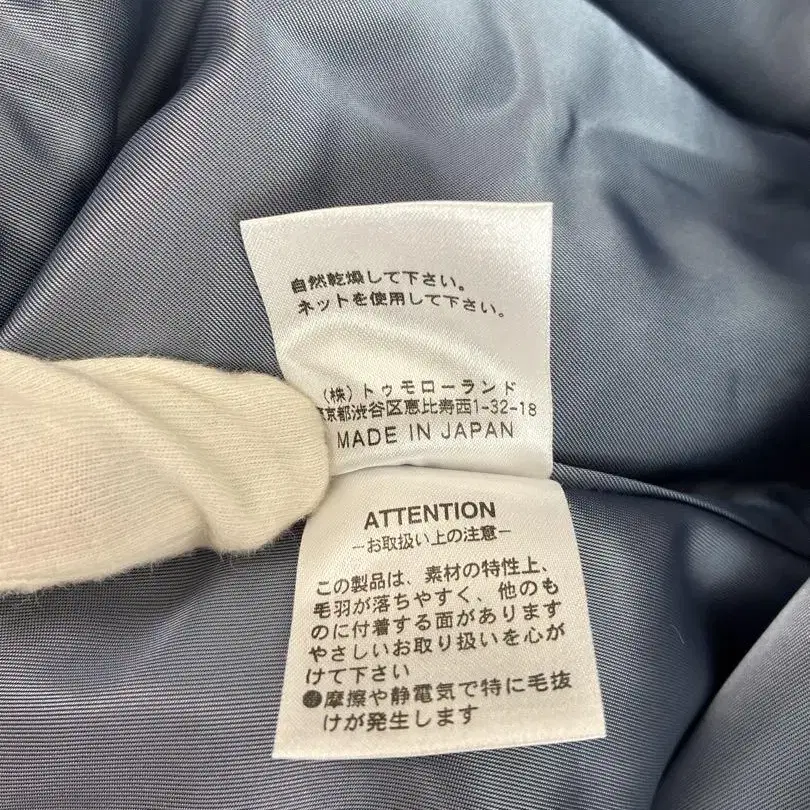 自然乾燥して下さい。
ネットを使用して下さい。
(株)トゥモローランド
京都渋谷区恵比寿西1-32-18
MADE IN JAPAN
ATTENTION
-お取扱い上の注意-
この製品は、素材の特性上、
毛羽が落ちやすく、他のも
のに付着する面があります
やさしいお取り扱いを心が
けて下さい
●摩擦や静電気で特に毛抜
けが発生します